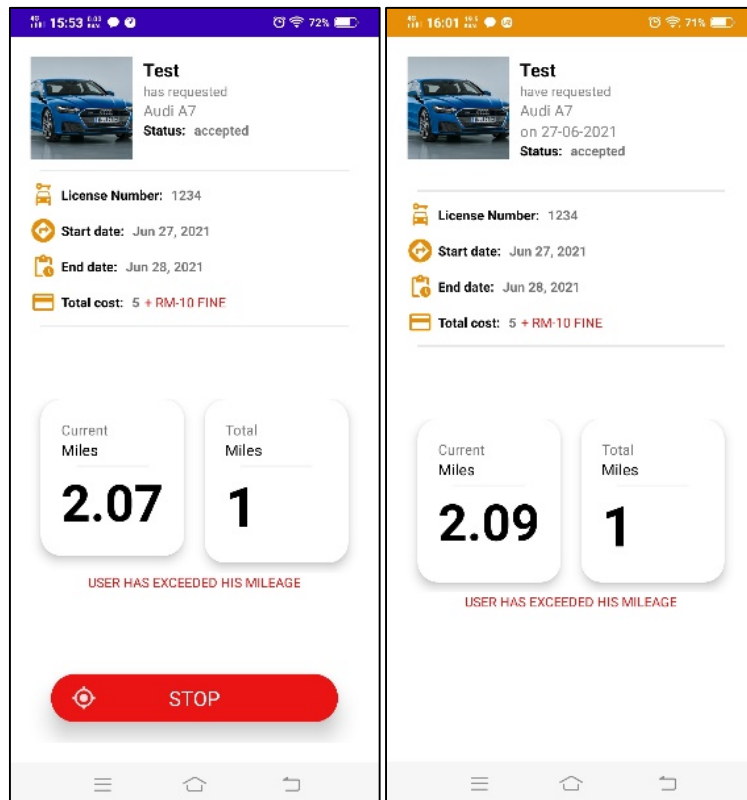 15:53 0.03 72%
Test
has requested
Audi A7
Status: accepted
License Number: 1234
Start date: Jun 27, 2021
End date: Jun 28, 2021
Total cost: 5 + RM-10 FINE
Current
Miles
2.07
Total
Miles
1
USER HAS EXCEEDED HIS MILEAGE
STOP
16:01 71%
Test
have requested
Audi A7
on 27-06-2021
Status: accepted
License Number: 1234
Start date: Jun 27, 2021
End date: Jun 28, 2021
Total cost: 5 + RM-10 FINE
Current
Miles
2.09
Total
Miles
1
USER HAS EXCEEDED HIS MILEAGE